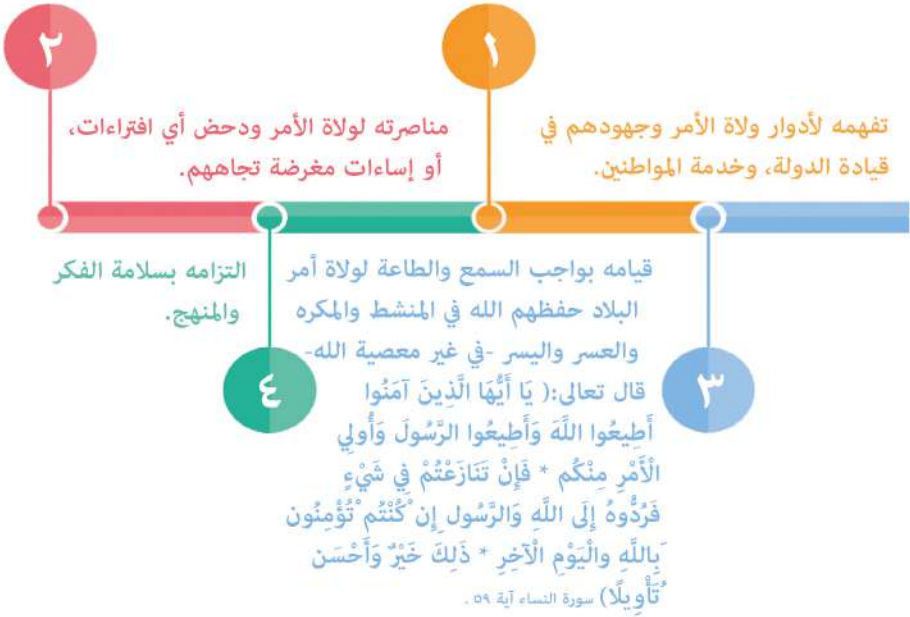 ١
تفهمه لأدوار ولاة الأمر وجهودهم في
قيادة الدولة، وخدمة المواطنين.
٢
مناصرته لولاة الأمر ودحض أي افتراءات،
أو إساءات مغرضة تجاههم.
٣
قيامه بواجب السمع والطاعة لولاة أمر
البلاد حفظهم الله في المنشط والمكره
والعسر واليسر -في غير معصية الله-
قال تعالى:( يَا أَيُّهَا الَّذِينَ آمَنُوا
أَطِيعُوا اللَّهَ وَأَطِيعُوا الرَّسُولَ وَأُولِي
الْأَمْرِ مِنْكُم * فَإِنْ تَنَازَعْتُمْ فِي شَيْءٍ
فَرُدُّوهُ إِلَى اللَّهِ وَالرَّسُول ِإِن ْكُنْتُم ْتُؤْمِنُون
َبِاللَّهِ والْيَوْمِ الْآخِرِ * ذَلِكَ خَيْرٌ وَأَحْسَن
ُتَأْوِيلًا) سورة النساء آية ٥٩ .
٤
التزامه بسلامة الفكر
والمنهج.